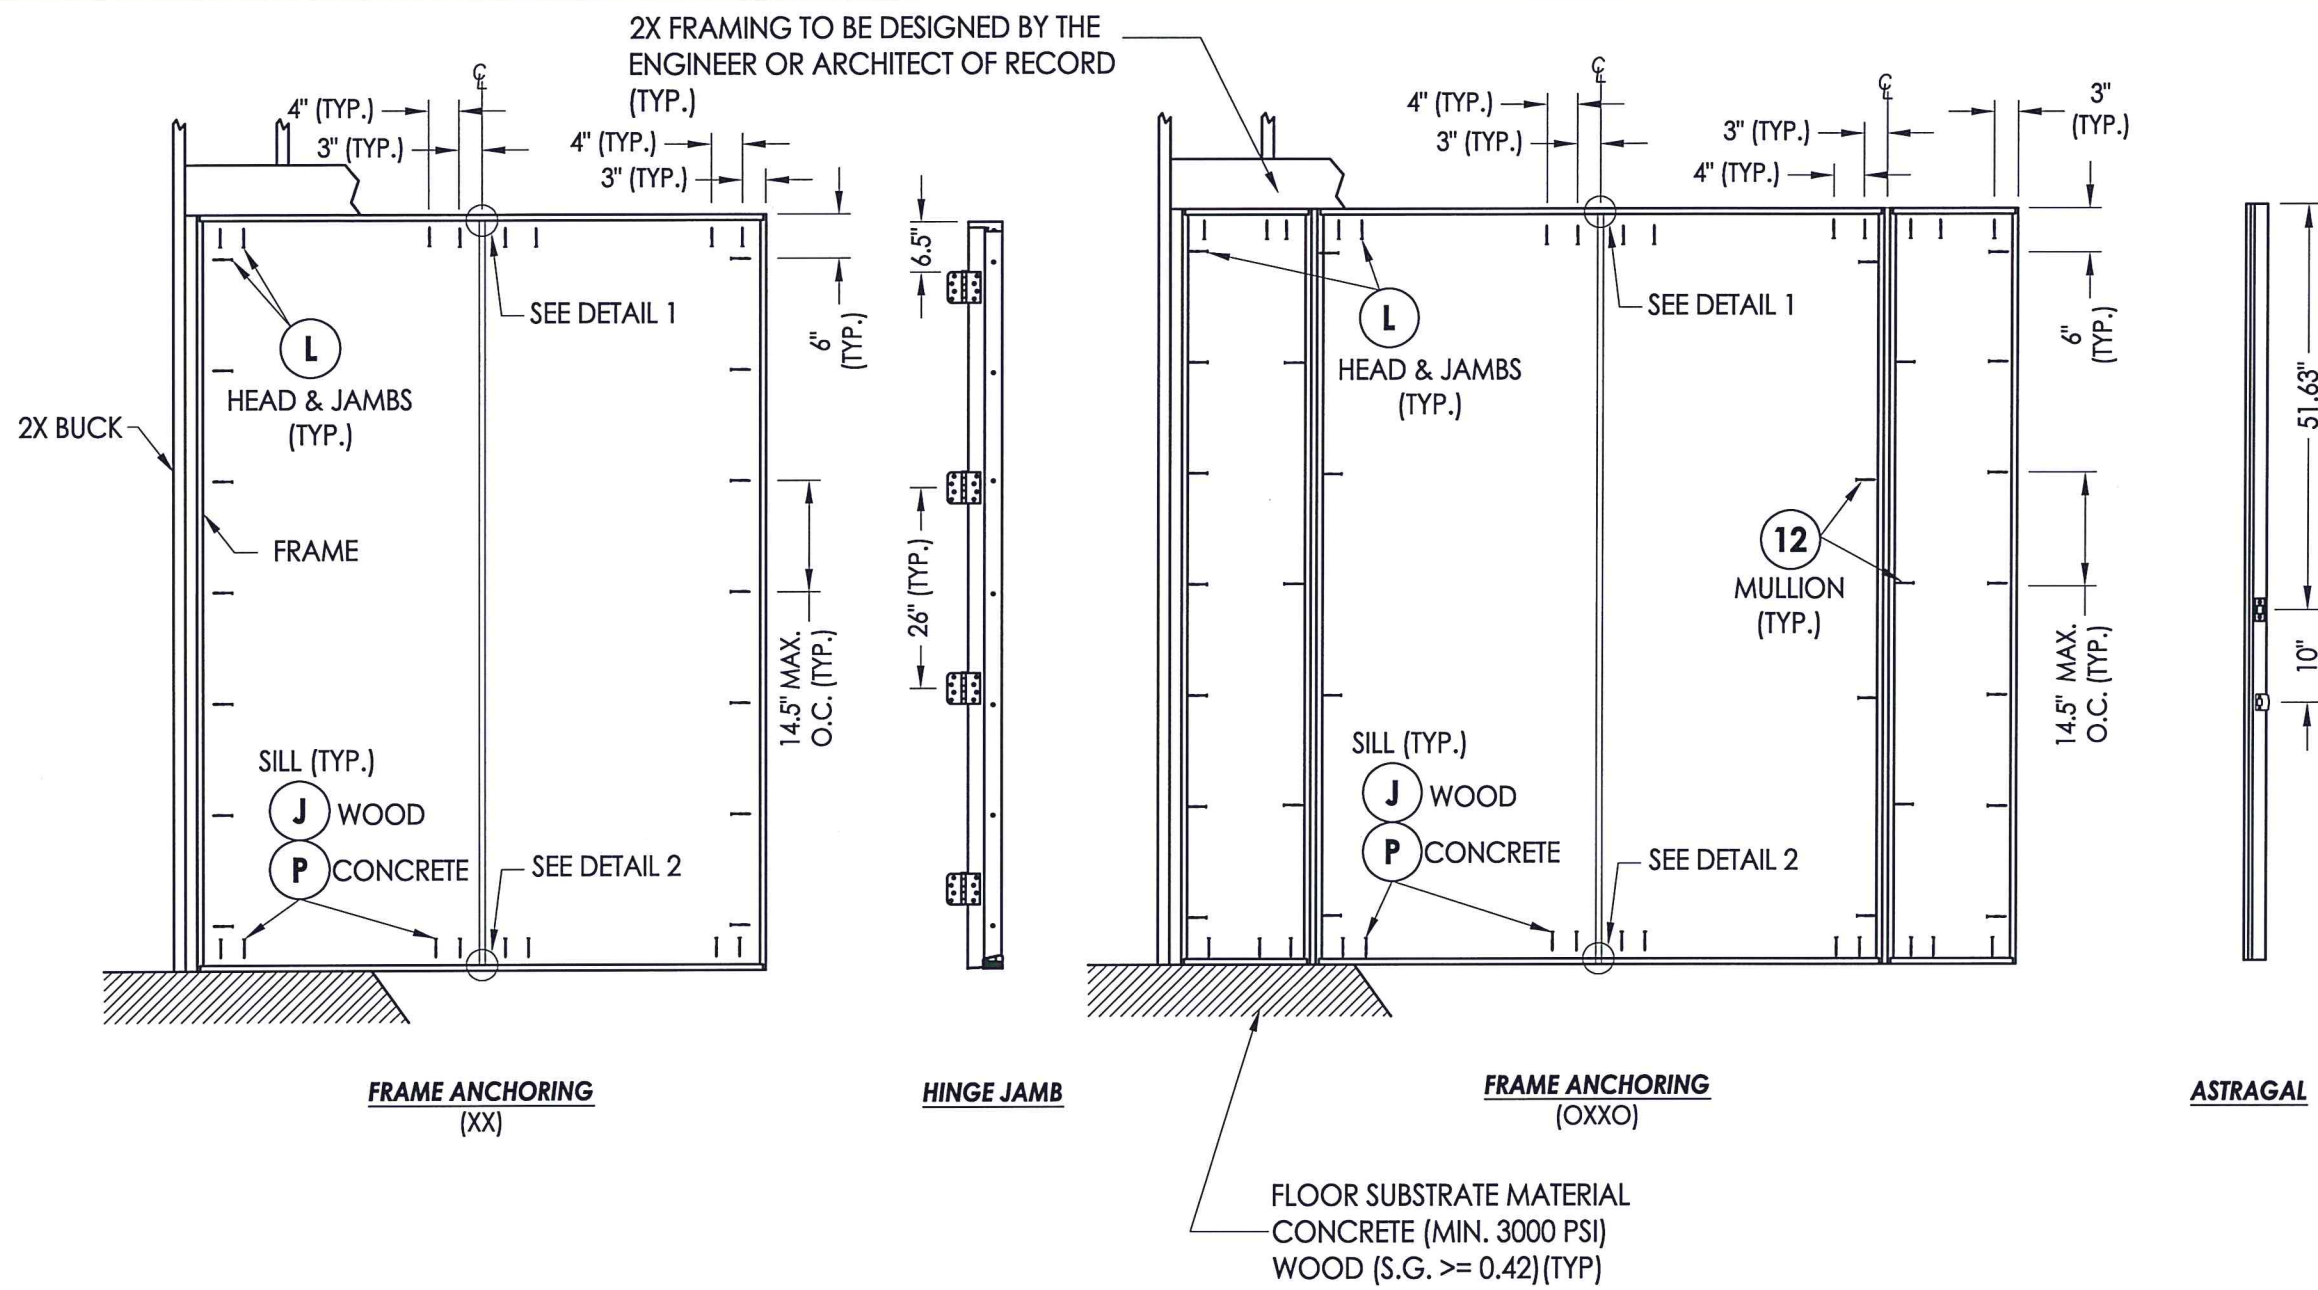 2X FRAMING TO BE DESIGNED BY THE
ENGINEER OR ARCHITECT OF RECORD
(TYP.)
℄
4" (TYP.)
3" (TYP.)
4" (TYP.)
3" (TYP.)
6"
(TYP.)
SEE DETAIL 1
L
HEAD & JAMBS
(TYP.)
2X BUCK
FRAME
14.5" MAX.
O.C. (TYP.)
SILL (TYP.)
J WOOD
P CONCRETE
SEE DETAIL 2
FRAME ANCHORING
(XX)
6.5"
26" (TYP.)
HINGE JAMB
℄
4" (TYP.)
3" (TYP.)
℄
3" (TYP.)
4" (TYP.)
3"
(TYP.)
6"
(TYP.)
SEE DETAIL 1
L
HEAD & JAMBS
(TYP.)
12
MULLION
(TYP.)
14.5" MAX.
O.C. (TYP.)
SILL (TYP.)
J WOOD
P CONCRETE
SEE DETAIL 2
FRAME ANCHORING
(OXXO)
FLOOR SUBSTRATE MATERIAL
CONCRETE (MIN. 3000 PSI)
WOOD (S.G. >= 0.42)(TYP)
51.63"
10"
ASTRAGAL